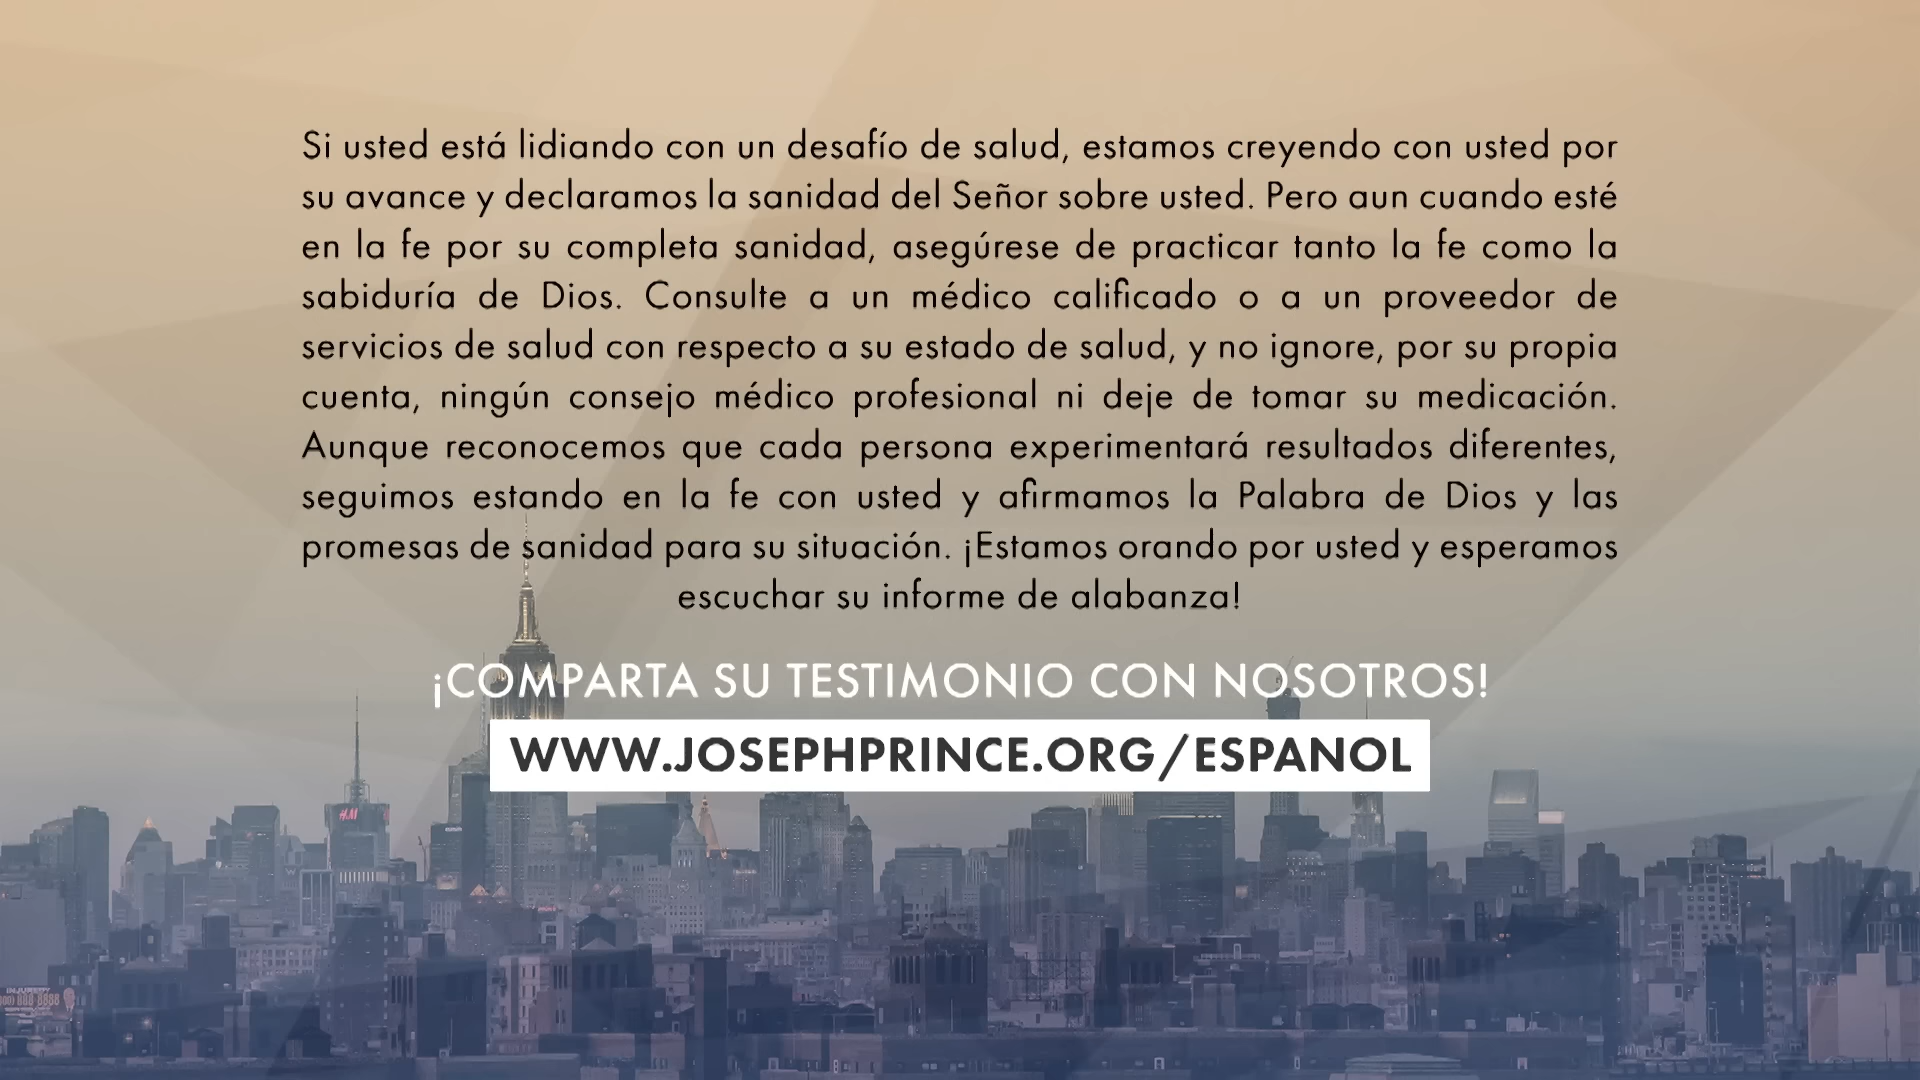 Si usted está lidiando con un desafío de salud, estamos creyendo con usted por
su avance y declaramos la sanidad del Señor sobre usted. Pero aun cuando esté
en la fe por su completa sanidad, asegúrese de practicar tanto la fe como la
sabiduría de Dios. Consulte a un médico calificado o a un proveedor de
servicios de salud con respecto a su estado de salud, y no ignore, por su propia
cuenta, ningún consejo médico profesional ni deje de tomar su medicación.
Aunque reconocemos que cada persona experimentará resultados diferentes,
seguimos estando en la fe con usted y afirmamos la Palabra de Dios y las
promesas de sanidad para su situación. ¡Estamos orando por usted y esperamos
escuchar su informe de alabanza!
¡COMPARTA SU TESTIMONIO CON NOSOTROS!
WWW.JOSEPHPRINCE.ORG/ESPANOL
H&M